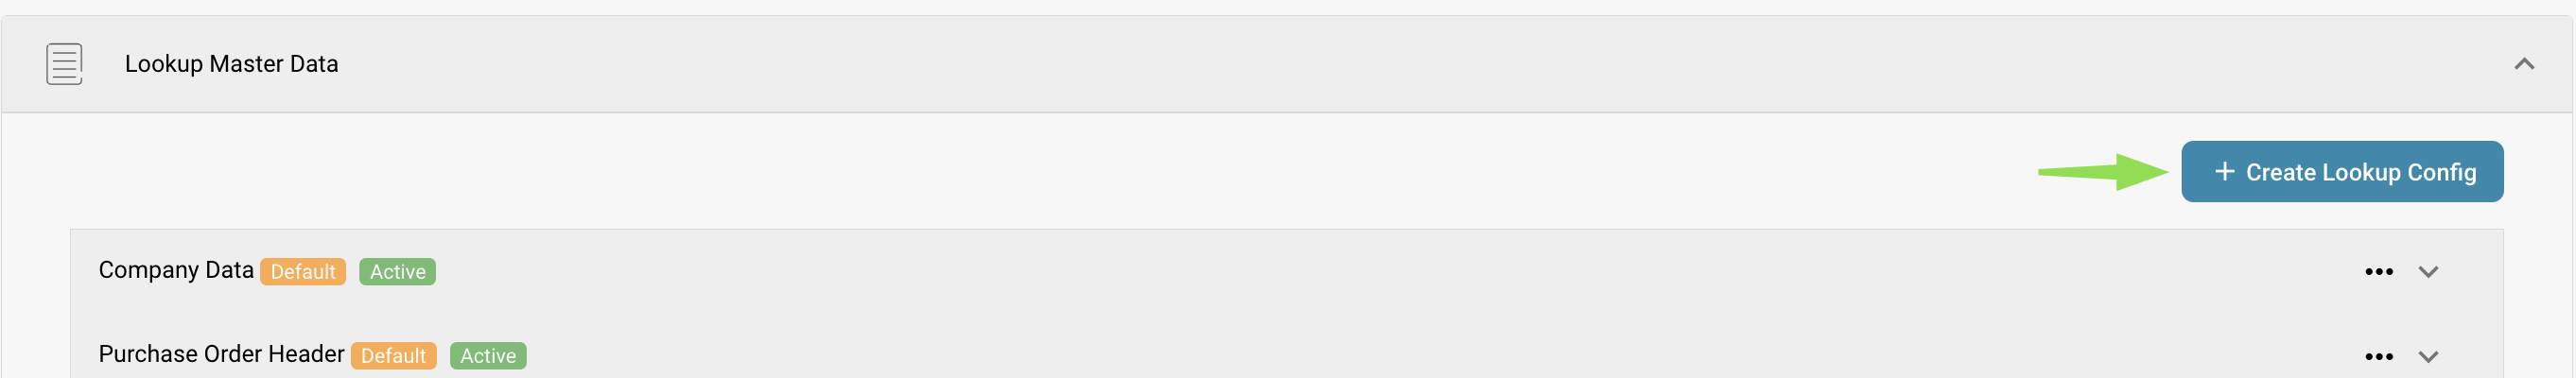 Lookup Master Data
+ Create Lookup Config
Company Data Default Active
Purchase Order Header Default Active